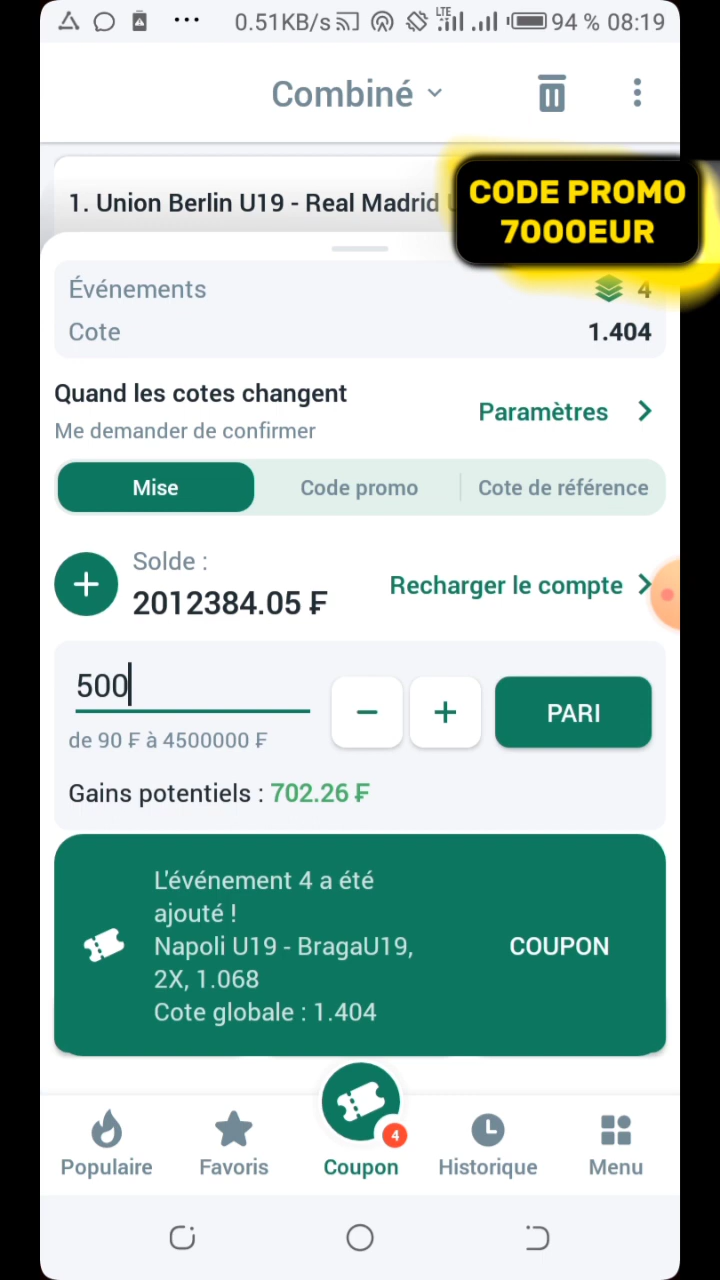 0.51KB/s LTE 94 % 08:19
Combiné
1. Union Berlin U19 - Real Madrid
CODE PROMO
7000EUR
Événements 4
Cote 1.404
Quand les cotes changent
Me demander de confirmer
Paramètres
Mise Code promo Cote de référence
Solde :
2012384.05 ₣
Recharger le compte
500
PARI
de 90 ₣ à 4500000 ₣
Gains potentiels : 702.26 ₣
L'événement 4 a été
ajouté !
Napoli U19 - BragaU19,
2X, 1.068
Cote globale : 1.404
COUPON
4
Populaire Favoris Coupon Historique Menu